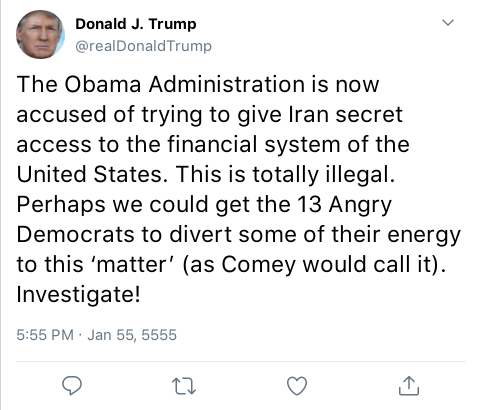 Donald J. Trump
@realDonaldTrump
The Obama Administration is now
accused of trying to give Iran secret
access to the financial system of the
United States. This is totally illegal.
Perhaps we could get the 13 Angry
Democrats to divert some of their energy
to this ‘matter’ (as Comey would call it).
Investigate!
5:55 PM · Jan 55, 5555